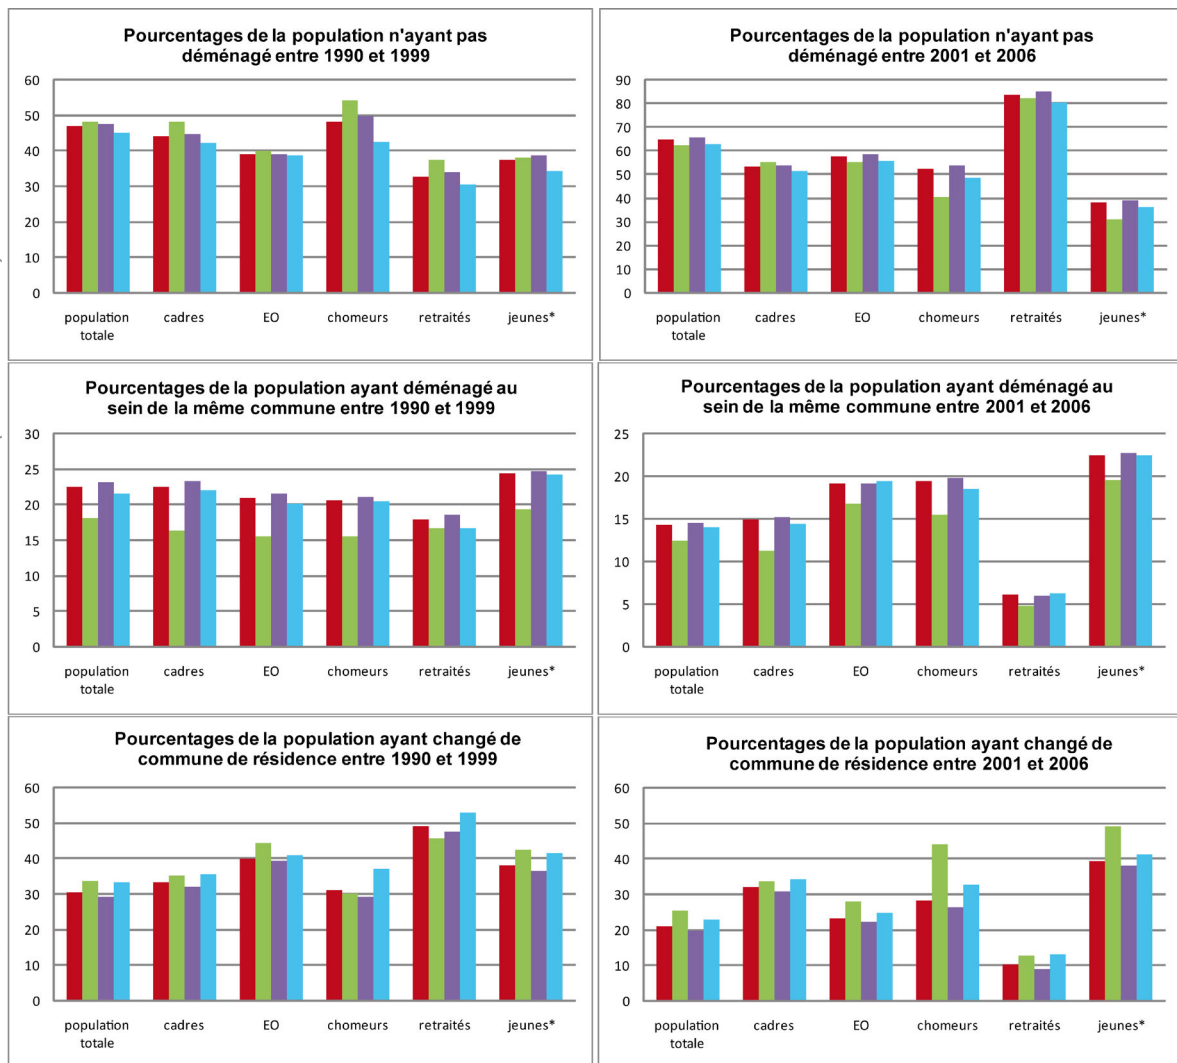 Pourcentages de la population n'ayant pas
déménagé entre 1990 et 1999
60
50
40
30
20
10
0
population
totale
cadres
EO
chomeurs
retraités
jeunes*
Pourcentages de la population n'ayant pas
déménagé entre 2001 et 2006
90
80
70
60
50
40
30
20
10
0
population
totale
cadres
EO
chomeurs
retraités
jeunes*
Pourcentages de la population ayant déménagé au
sein de la même commune entre 1990 et 1999
30
25
20
15
10
5
0
population
totale
cadres
EO
chomeurs
retraités
jeunes*
Pourcentages de la population ayant déménagé au
sein de la même commune entre 2001 et 2006
25
20
15
10
5
0
population
totale
cadres
EO
chomeurs
retraités
jeunes*
Pourcentages de la population ayant changé de
commune de résidence entre 1990 et 1999
60
50
40
30
20
10
0
population
totale
cadres
EO
chomeurs
retraités
jeunes*
Pourcentages de la population ayant changé de
commune de résidence entre 2001 et 2006
60
50
40
30
20
10
0
population
totale
cadres
EO
chomeurs
retraités
jeunes*